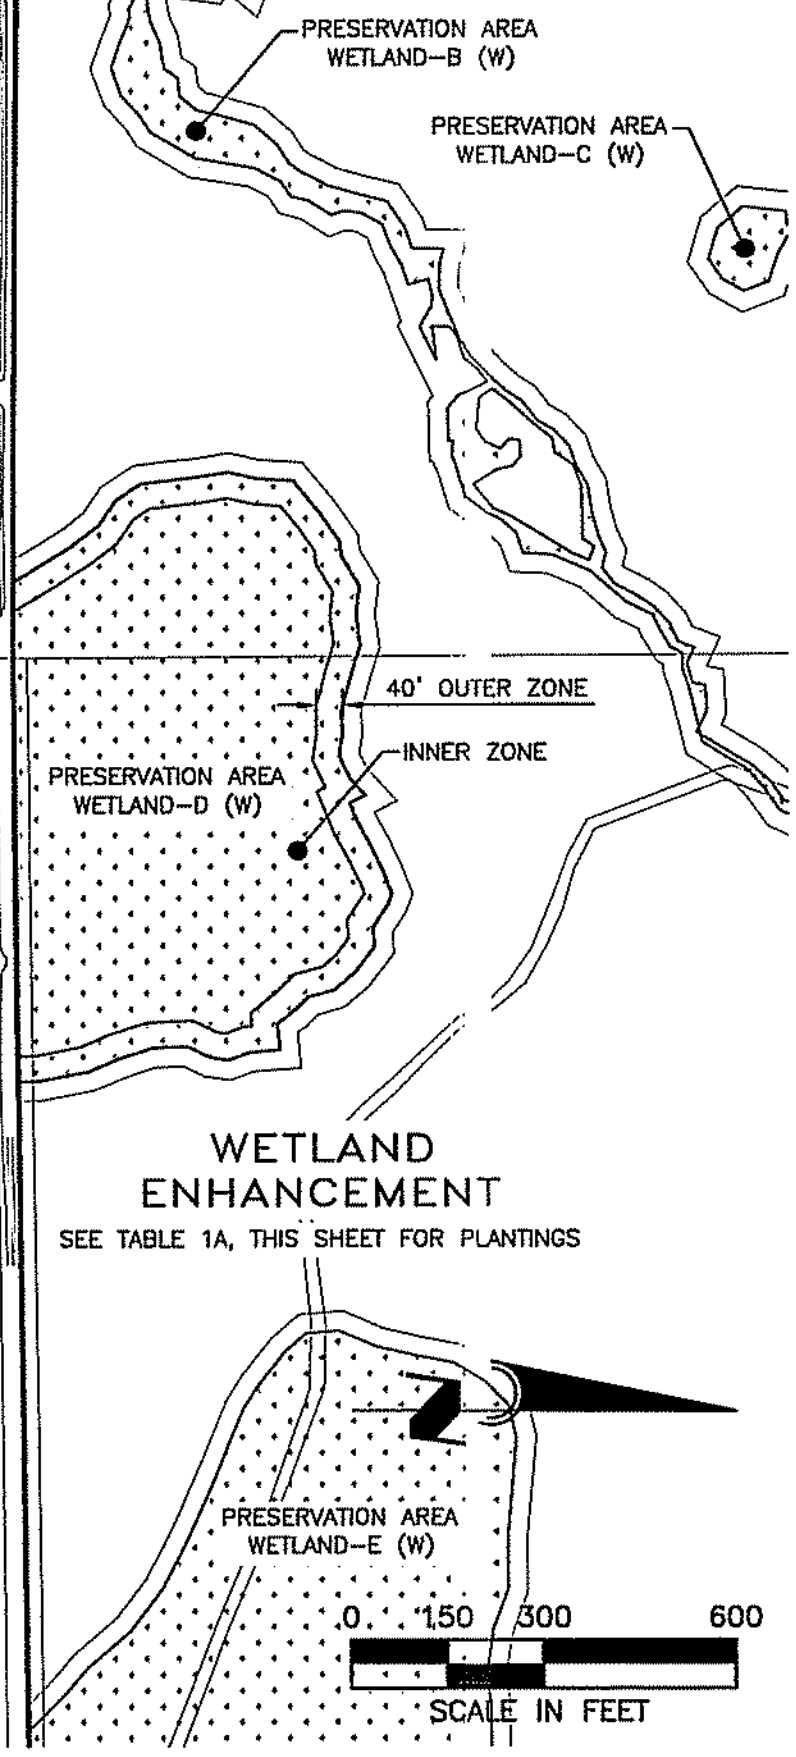 PRESERVATION AREA
WETLAND-B (W)
PRESERVATION AREA
WETLAND-C (W)
40' OUTER ZONE
INNER ZONE
PRESERVATION AREA
WETLAND-D (W)
WETLAND
ENHANCEMENT
SEE TABLE 1A, THIS SHEET FOR PLANTINGS
N
PRESERVATION AREA
WETLAND-E (W)
0 150 300 600
SCALE IN FEET